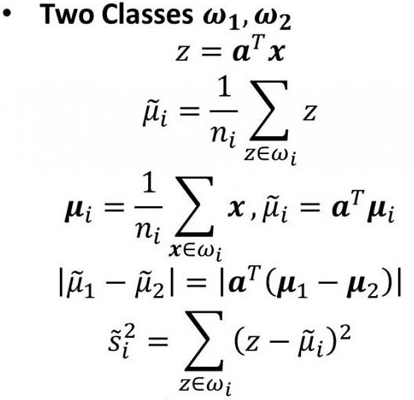 • Two Classes ω₁, ω₂
z = aᵀx
μ̃ᵢ = 1/nᵢ ∑_{z∈ωᵢ} z
μᵢ = 1/nᵢ ∑_{x∈ωᵢ} x , μ̃ᵢ = aᵀμᵢ
|μ̃₁ − μ̃₂| = |aᵀ(μ₁ − μ₂)|
s̃ᵢ² = ∑_{z∈ωᵢ} (z − μ̃ᵢ)²